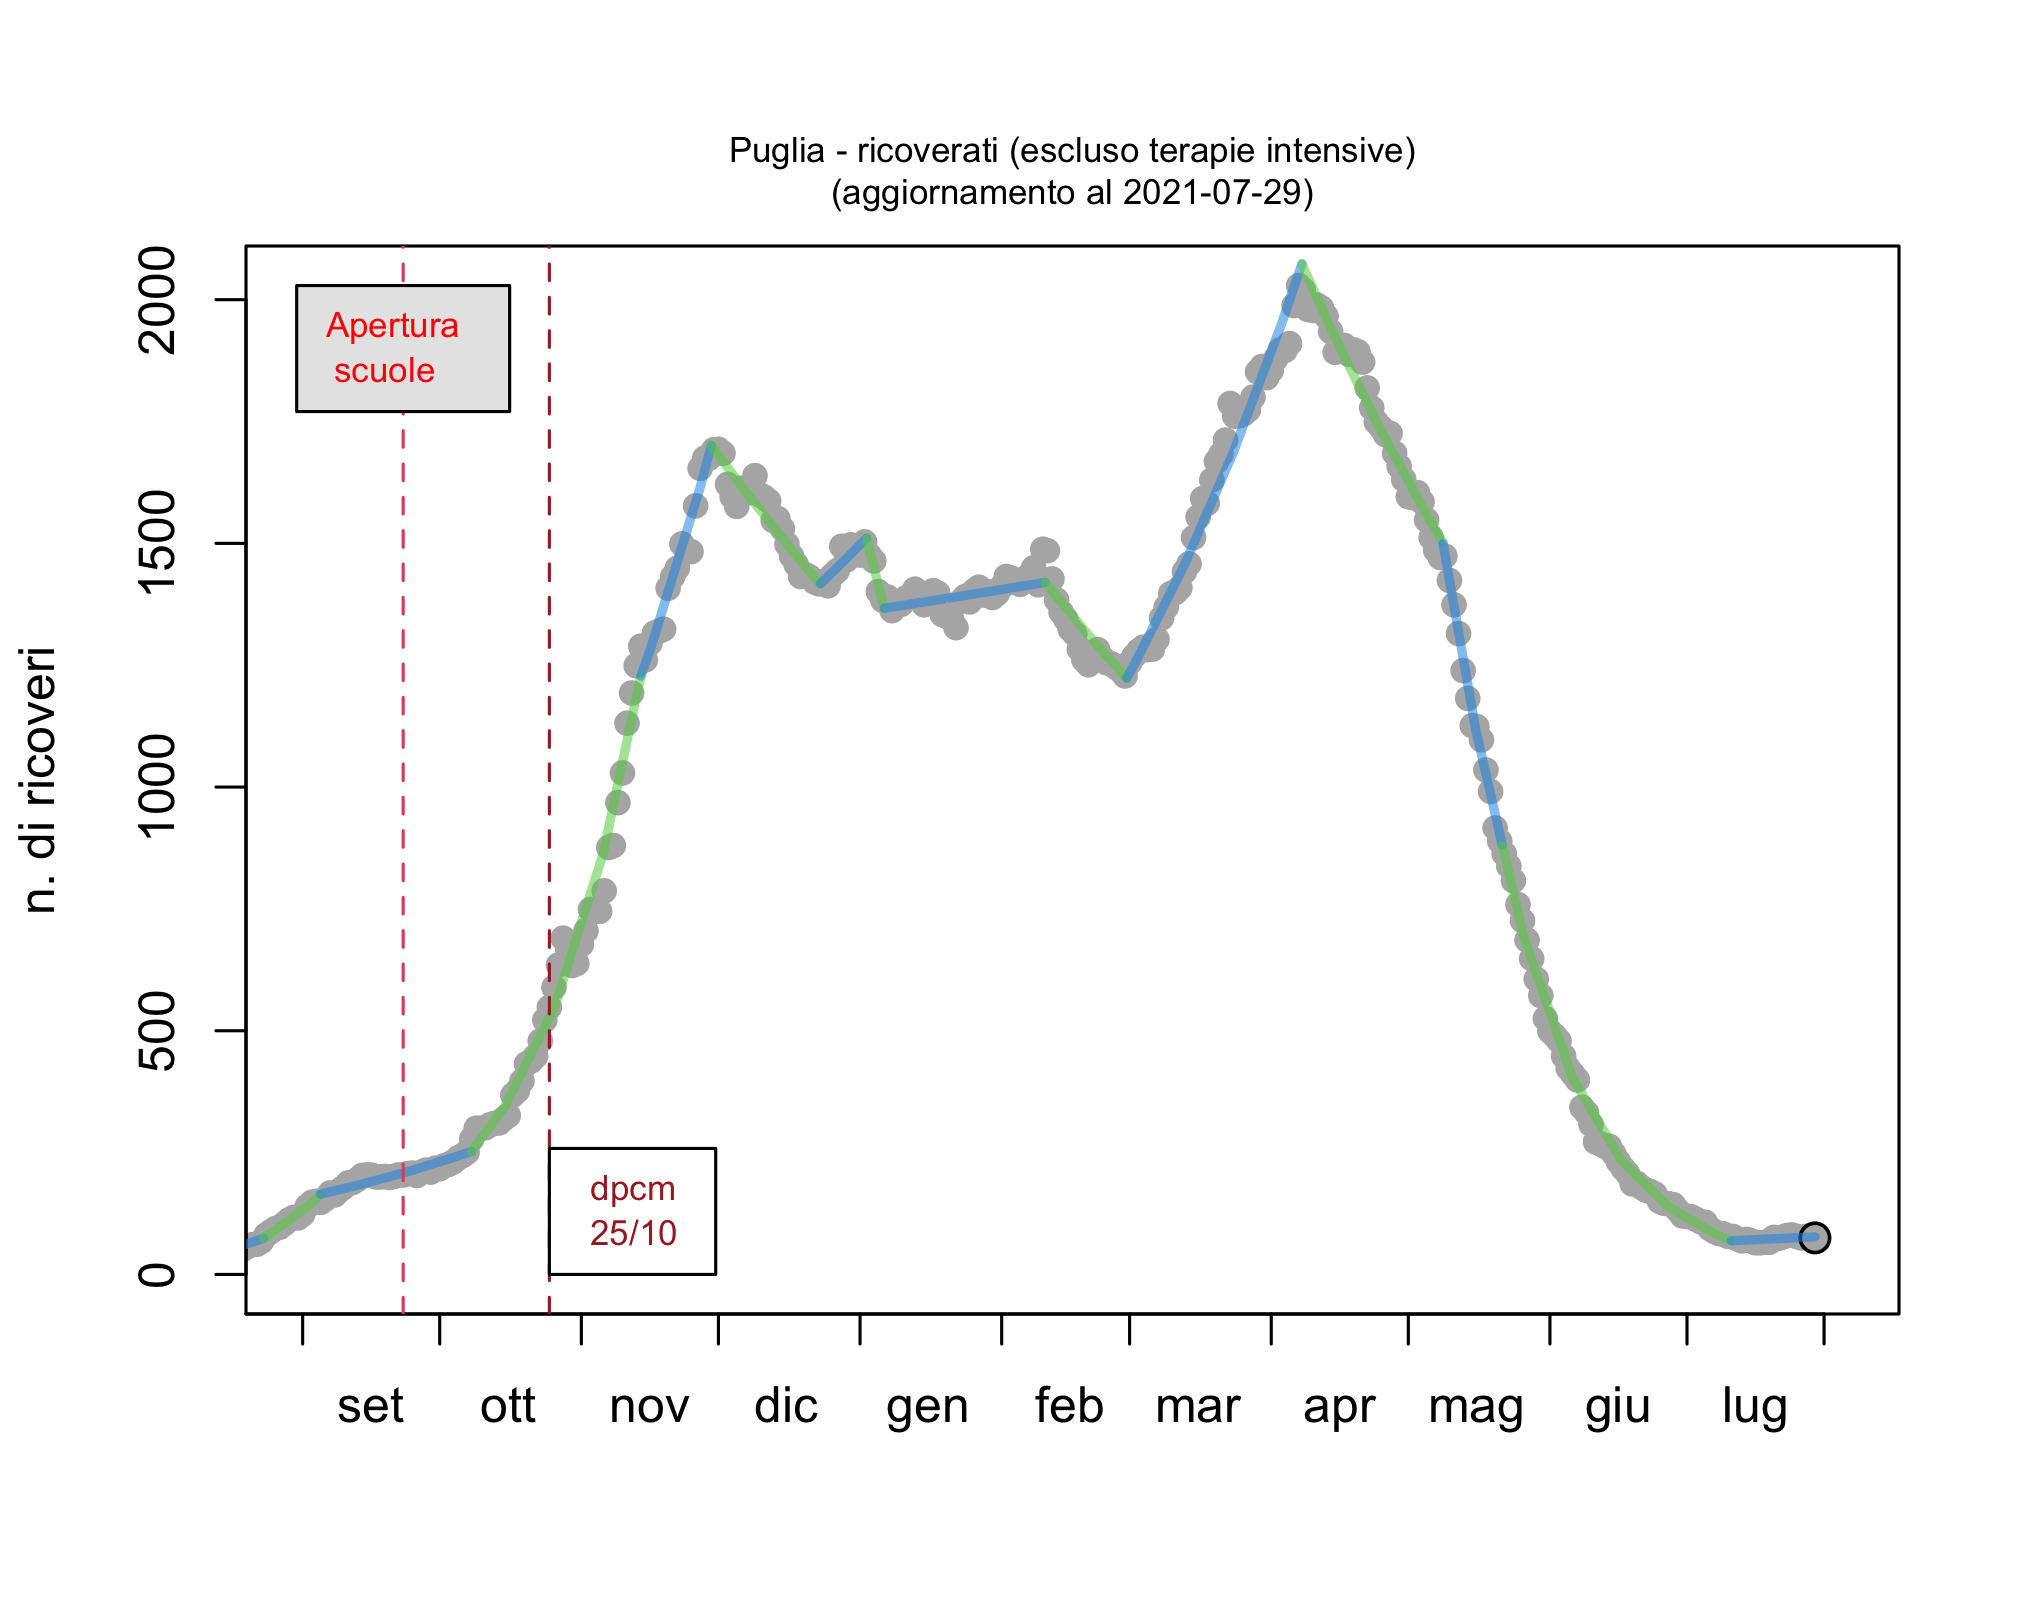 Puglia - ricoverati (escluso terapie intensive)
(aggiornamento al 2021-07-29)
n. di ricoveri
2000
1500
1000
500
0
Apertura
scuole
dpcm
25/10
set ott nov dic gen feb mar apr mag giu lug